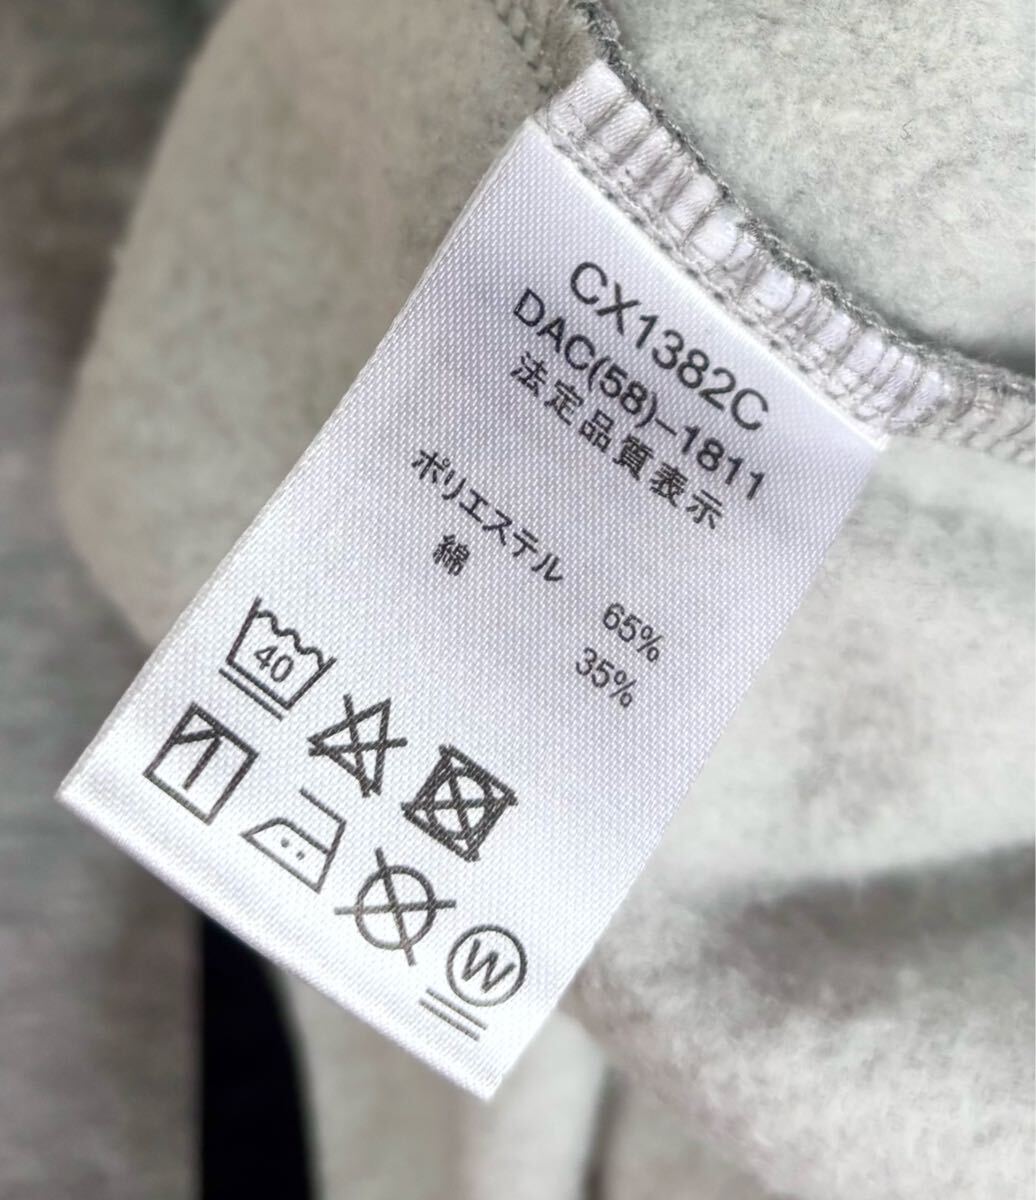 CX1382C
DAC(58)-1811
法定品質表示
ポリエステル 65%
綿 35%
40
W